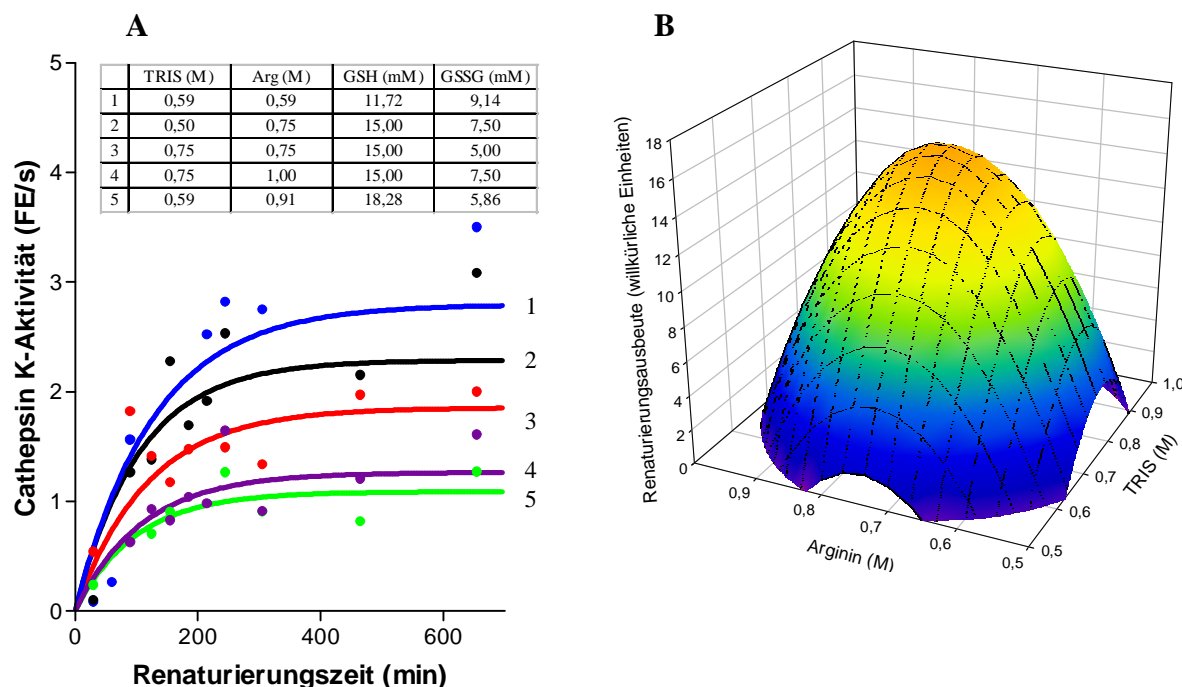 A
5
4
3
2
1
0
Cathepsin K-Aktivität (FE/s)
TRIS (M) Arg (M) GSH (mM) GSSG (mM)
1 0,59 0,59 11,72 9,14
2 0,50 0,75 15,00 7,50
3 0,75 0,75 15,00 5,00
4 0,75 1,00 15,00 7,50
5 0,59 0,91 18,28 5,86
1
2
3
4
5
0 200 400 600
Renaturierungszeit (min)
B
Renaturierungsausbeute (willkürliche Einheiten)
18
16
14
12
10
8
6
4
2
0
0,9
0,8
0,7
0,6
0,5
Arginin (M)
1,0
0,9
0,8
0,7
0,6
0,5
TRIS (M)